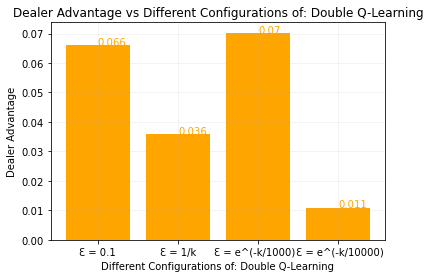 Dealer Advantage vs Different Configurations of: Double Q-Learning
Dealer Advantage
0.07
0.06
0.05
0.04
0.03
0.02
0.01
0.00
0.066
0.036
0.07
0.011
Ɛ = 0.1
Ɛ = 1/k
Ɛ = e^(-k/1000)
Ɛ = e^(-k/10000)
Different Configurations of: Double Q-Learning